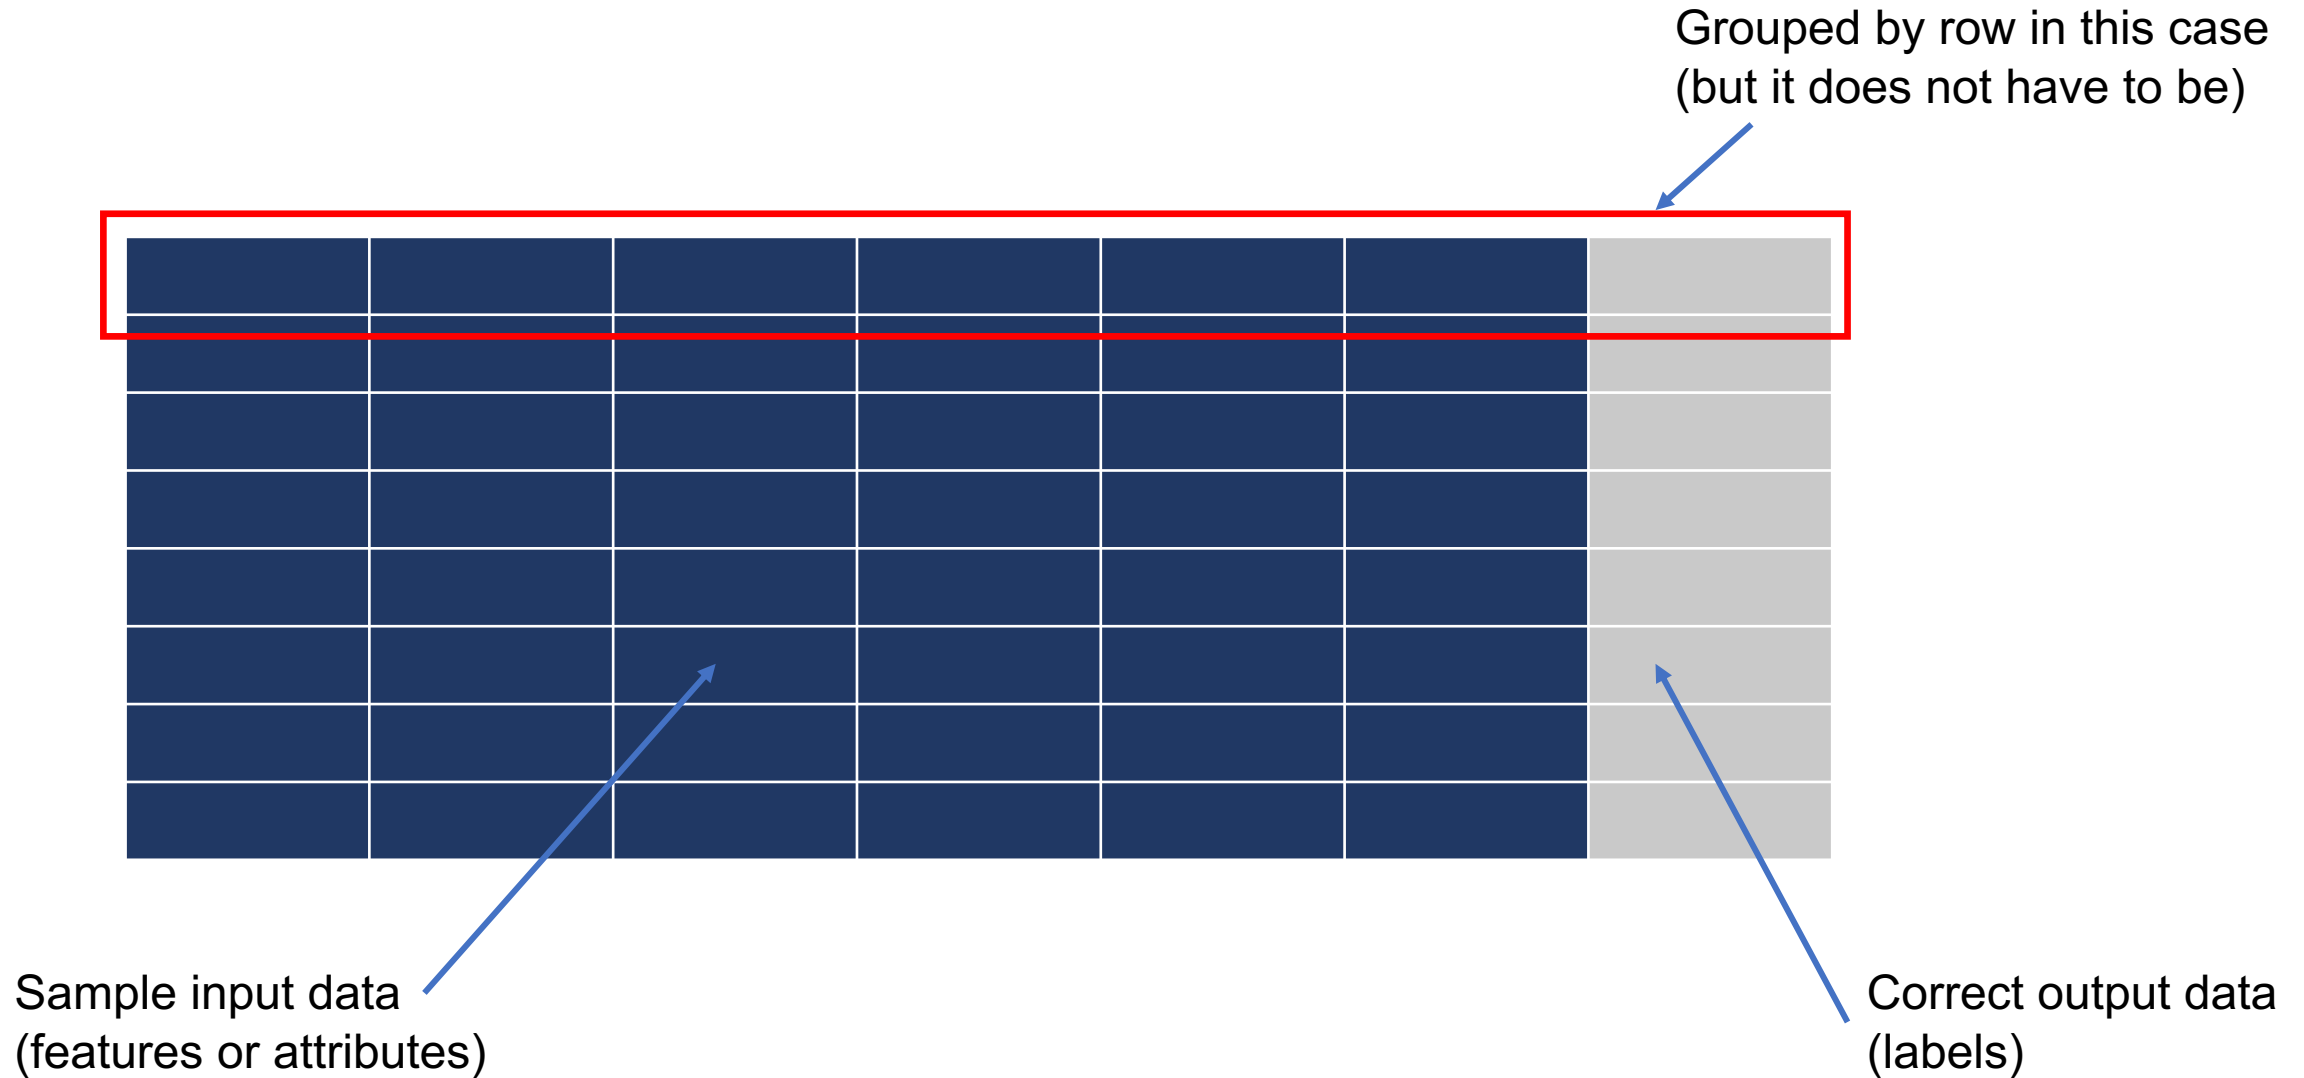 Grouped by row in this case
(but it does not have to be)
Sample input data
(features or attributes)
Correct output data
(labels)